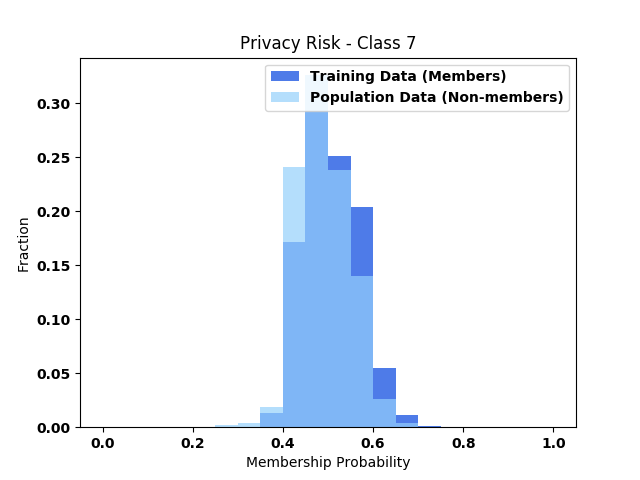 Privacy Risk - Class 7
Training Data (Members)
Population Data (Non-members)
0.30
0.25
0.20
0.15
0.10
0.05
0.00
Fraction
0.0 0.2 0.4 0.6 0.8 1.0
Membership Probability